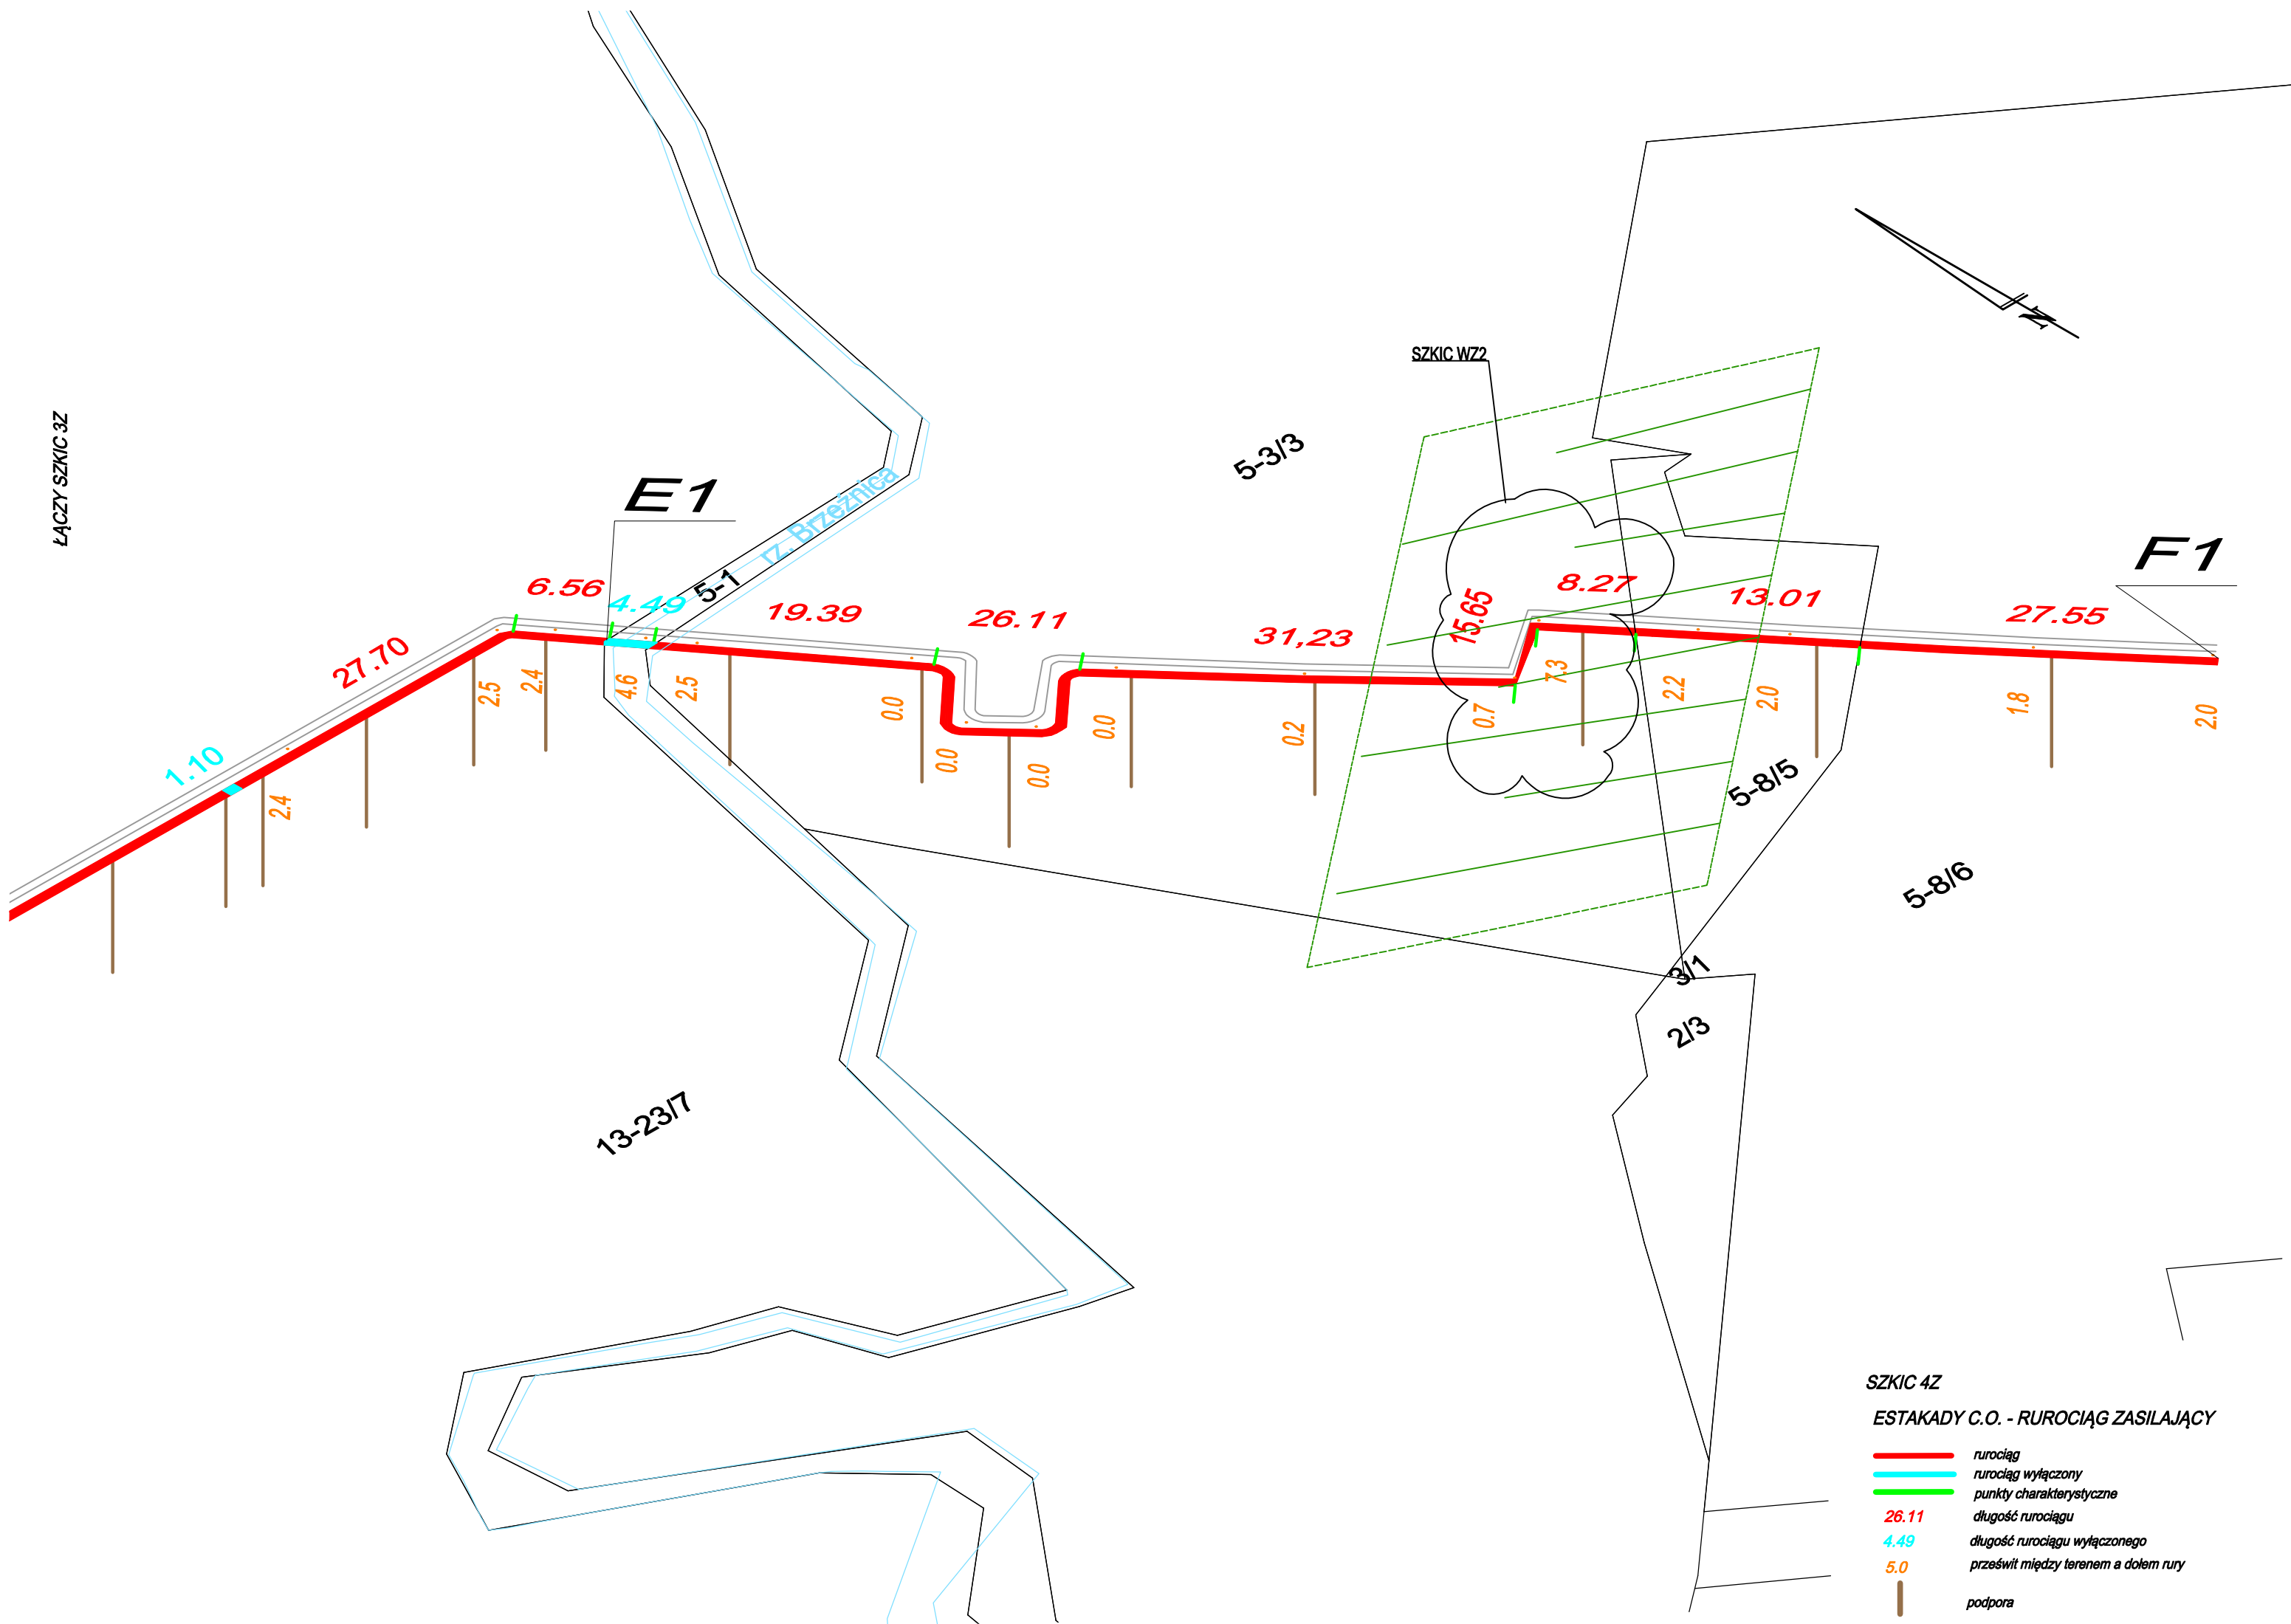 SZKIC WZ2
ŁĄCZY SZKIC 3Z
5-3/3
N
E1
rz. Brzeźnica
5-1
F1
6.56
4.49
19.39
26.11
31,23
15.65
8.27
13.01
27.55
27.70
1.10
2.4
2.5
2.4
4.6
2.5
0.0
0.0
0.0
0.0
0.2
0.7
7.3
2.2
2.0
1.8
2.0
5-8/5
5-8/6
3/1
2/3
13-23/7
SZKIC 4Z
ESTAKADY C.O. - RUROCIĄG ZASILAJĄCY
rurociąg
rurociąg wyłączony
punkty charakterystyczne
26.11 długość rurociągu
4.49 długość rurociągu wyłączonego
5.0 prześwit między terenem a dołem rury
podpora